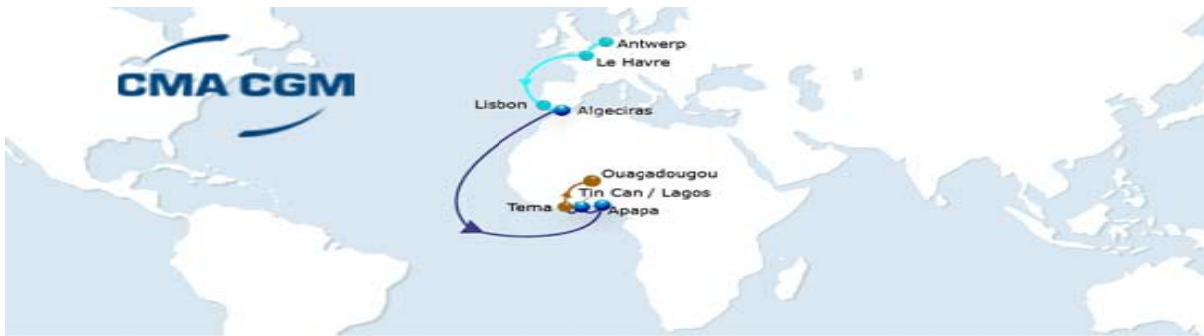 CMA CGM
Antwerp
Le Havre
Lisbon
Algeciras
Ouagadougou
Tin Can / Lagos
Tema
Apapa